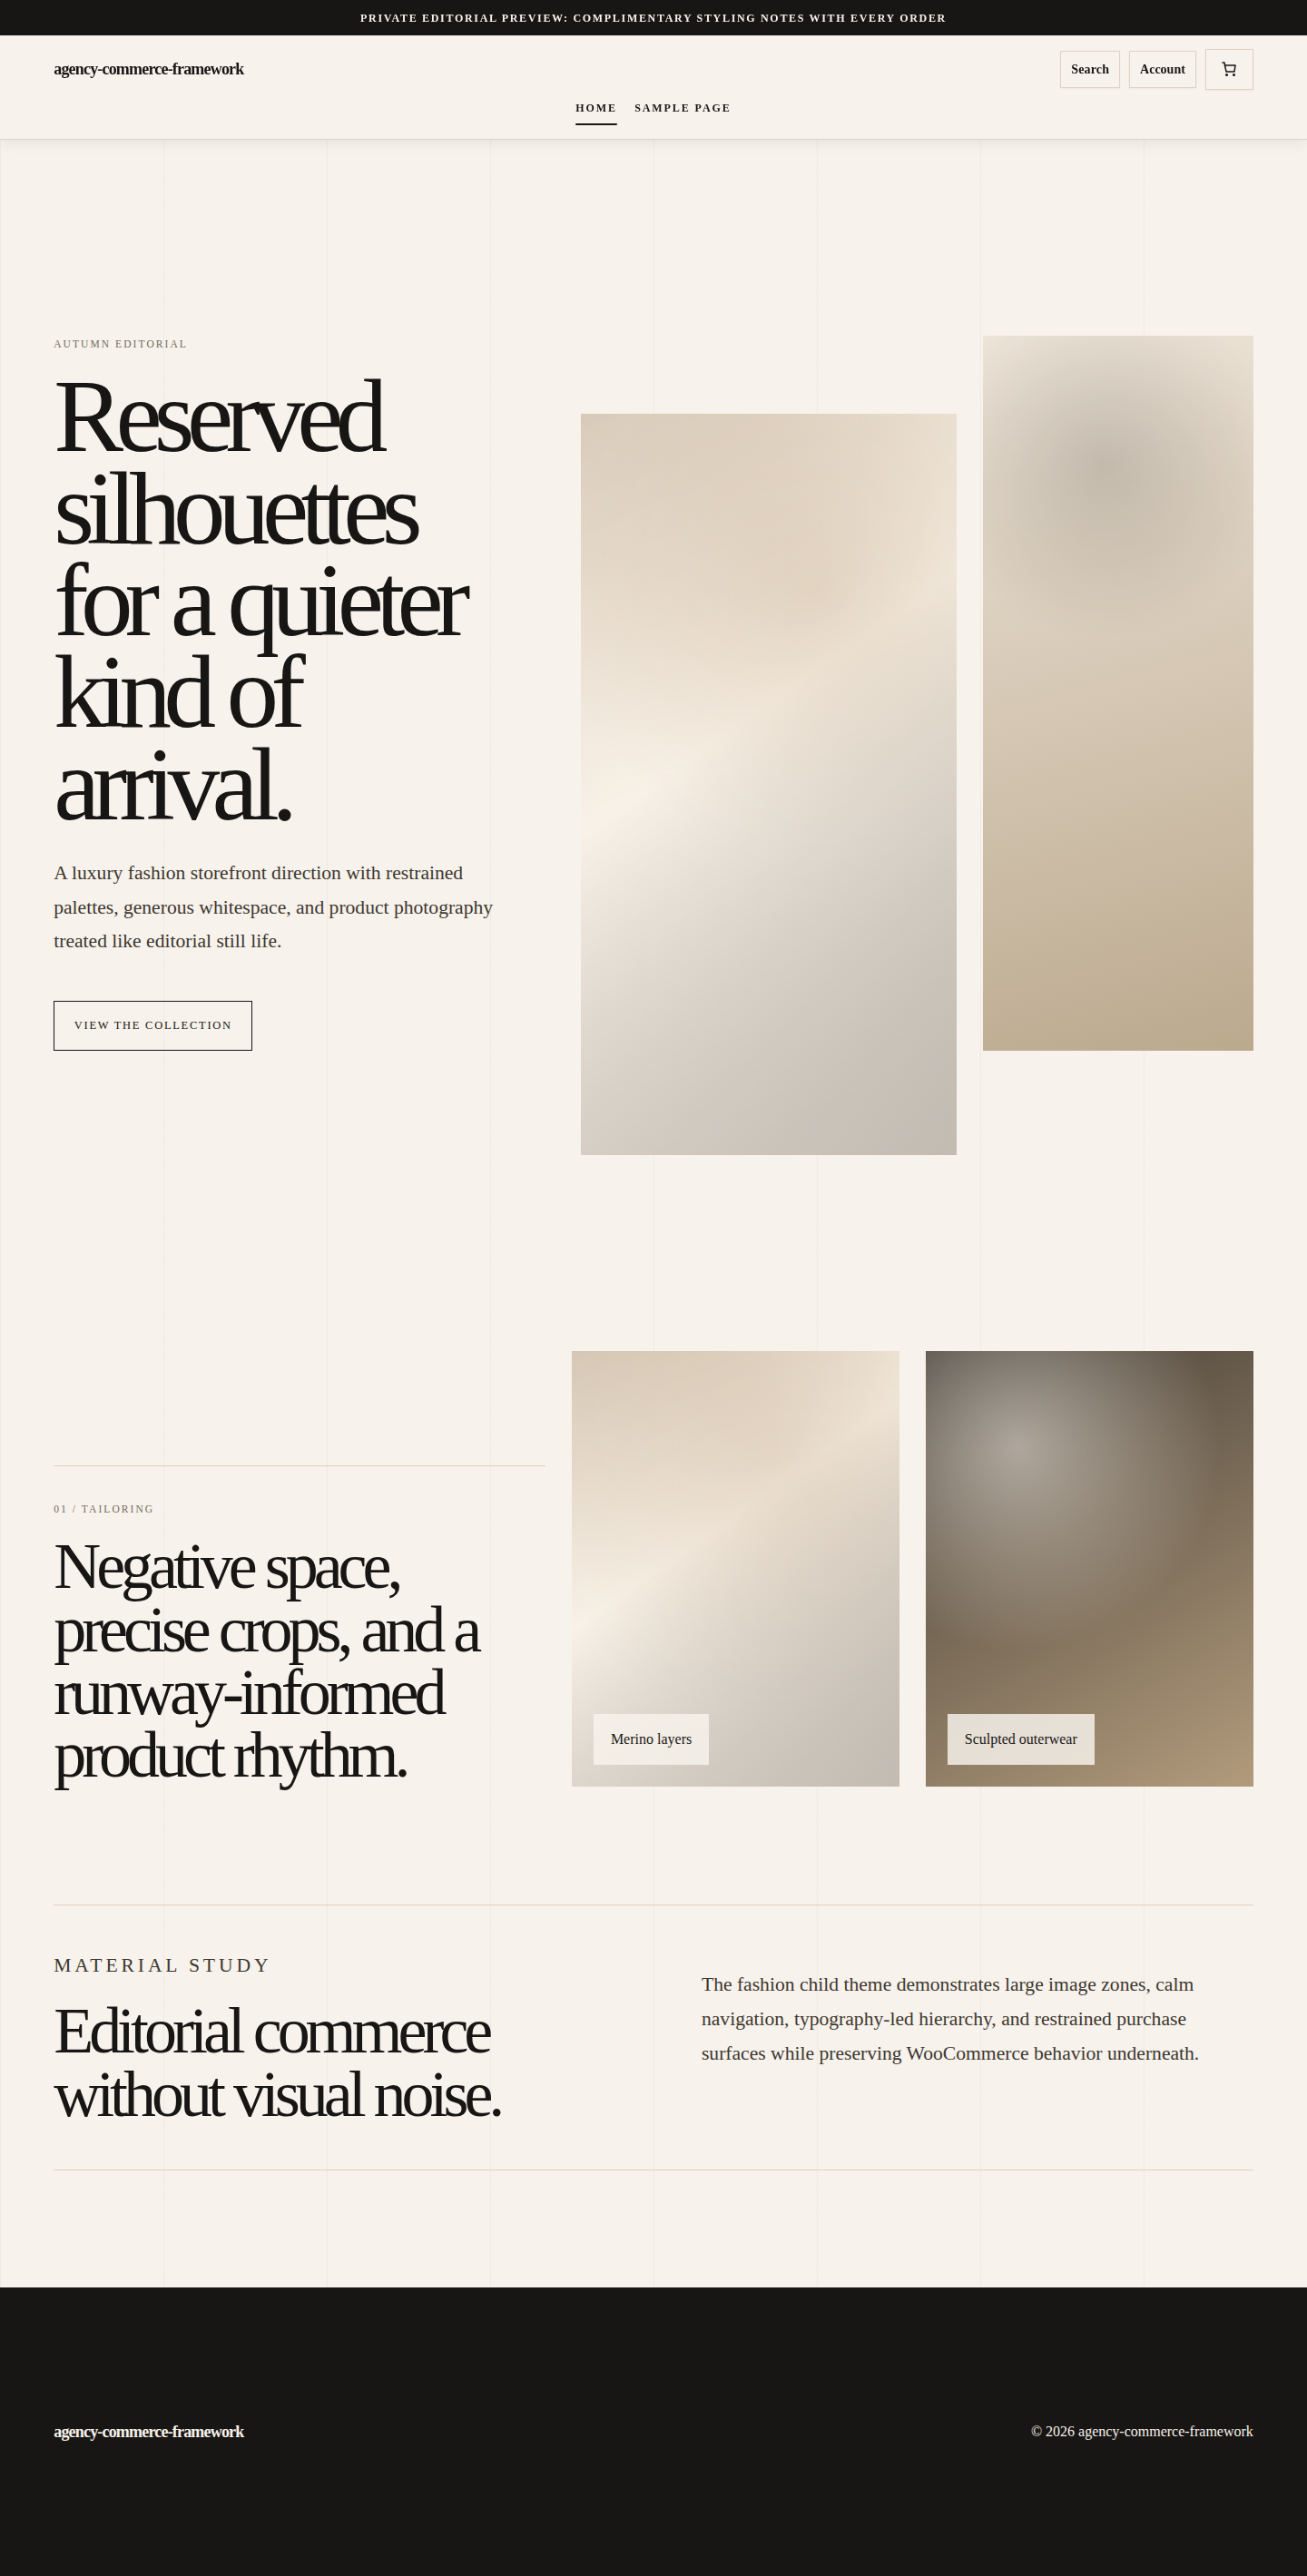 PRIVATE EDITORIAL PREVIEW: COMPLIMENTARY STYLING NOTES WITH EVERY ORDER
agency-commerce-framework
Search
Account
HOME
SAMPLE PAGE
AUTUMN EDITORIAL
Reserved
silhouettes
for a quieter
kind of
arrival.
A luxury fashion storefront direction with restrained
palettes, generous whitespace, and product photography
treated like editorial still life.
VIEW THE COLLECTION
01 / TAILORING
Negative space,
precise crops, and a
runway-informed
product rhythm.
Merino layers
Sculpted outerwear
MATERIAL STUDY
Editorial commerce
without visual noise.
The fashion child theme demonstrates large image zones, calm
navigation, typography-led hierarchy, and restrained purchase
surfaces while preserving WooCommerce behavior underneath.
agency-commerce-framework
© 2026 agency-commerce-framework